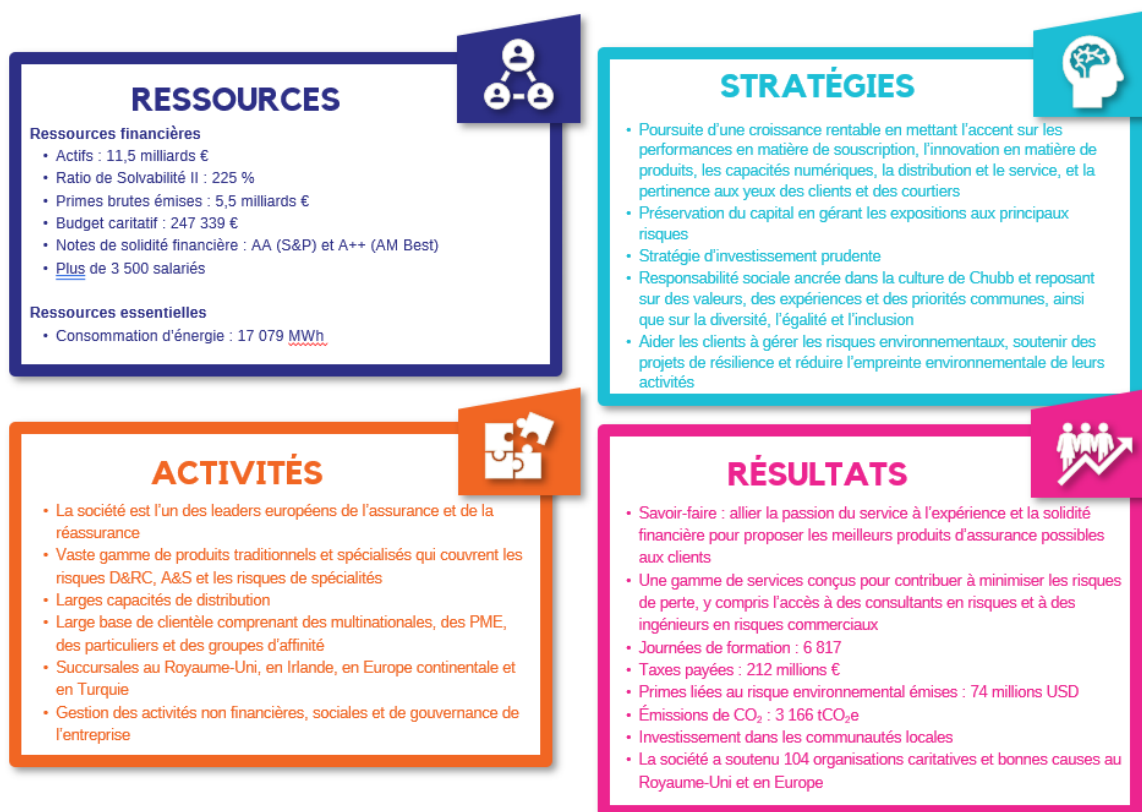 RESSOURCES
Ressources financières
• Actifs : 11,5 milliards €
• Ratio de Solvabilité II : 225 %
• Primes brutes émises : 5,5 milliards €
• Budget caritatif : 247 339 €
• Notes de solidité financière : AA (S&P) et A++ (AM Best)
• Plus de 3 500 salariés
Ressources essentielles
• Consommation d'énergie : 17 079 MWh
STRATÉGIES
• Poursuite d'une croissance rentable en mettant l'accent sur les
performances en matière de souscription, l'innovation en matière de
produits, les capacités numériques, la distribution et le service, et la
pertinence aux yeux des clients et des courtiers
• Préservation du capital en gérant les expositions aux principaux
risques
• Stratégie d'investissement prudente
• Responsabilité sociale ancrée dans la culture de Chubb et reposant
sur des valeurs, des expériences et des priorités communes, ainsi
que sur la diversité, l'égalité et l'inclusion
• Aider les clients à gérer les risques environnementaux, soutenir des
projets de résilience et réduire l'empreinte environnementale de leurs
activités
ACTIVITÉS
• La société est l'un des leaders européens de l'assurance et de la
réassurance
• Vaste gamme de produits traditionnels et spécialisés qui couvrent les
risques D&RC, A&S et les risques de spécialités
• Larges capacités de distribution
• Large base de clientèle comprenant des multinationales, des PME,
des particuliers et des groupes d'affinité
• Succursales au Royaume-Uni, en Irlande, en Europe continentale et
en Turquie
• Gestion des activités non financières, sociales et de gouvernance de
l'entreprise
RÉSULTATS
• Savoir-faire : allier la passion du service à l'expérience et la solidité
financière pour proposer les meilleurs produits d'assurance possibles
aux clients
• Une gamme de services conçus pour contribuer à minimiser les risques
de perte, y compris l'accès à des consultants en risques et à des
ingénieurs en risques commerciaux
• Journées de formation : 6 817
• Taxes payées : 212 millions €
• Primes liées au risque environnemental émises : 74 millions USD
• Émissions de CO₂ : 3 166 tCO₂e
• Investissement dans les communautés locales
• La société a soutenu 104 organisations caritatives et bonnes causes au
Royaume-Uni et en Europe